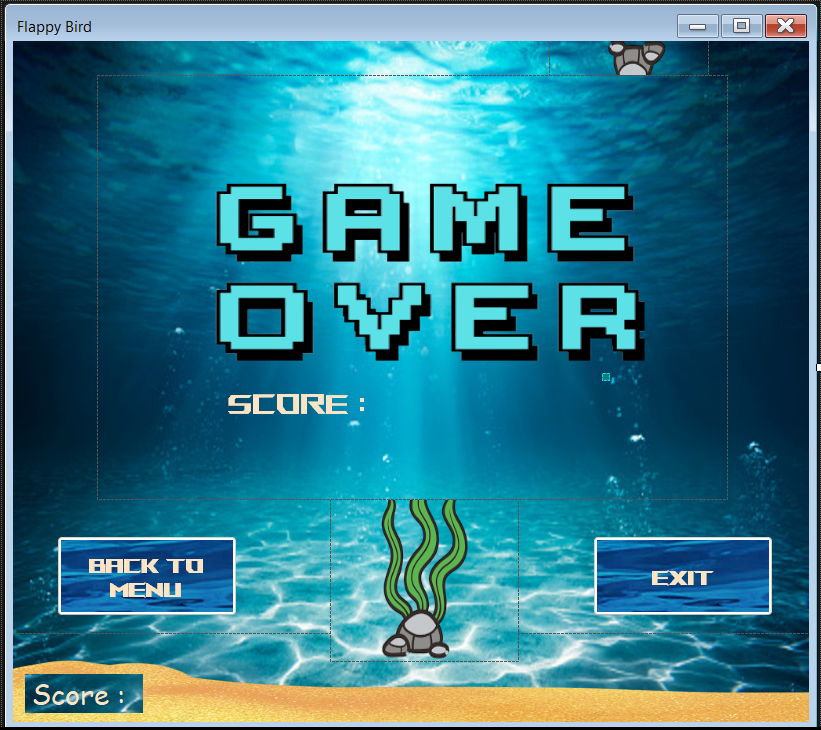 Flappy Bird
GAME
OVER
SCORE :
BACK TO
MENU
EXIT
Score :